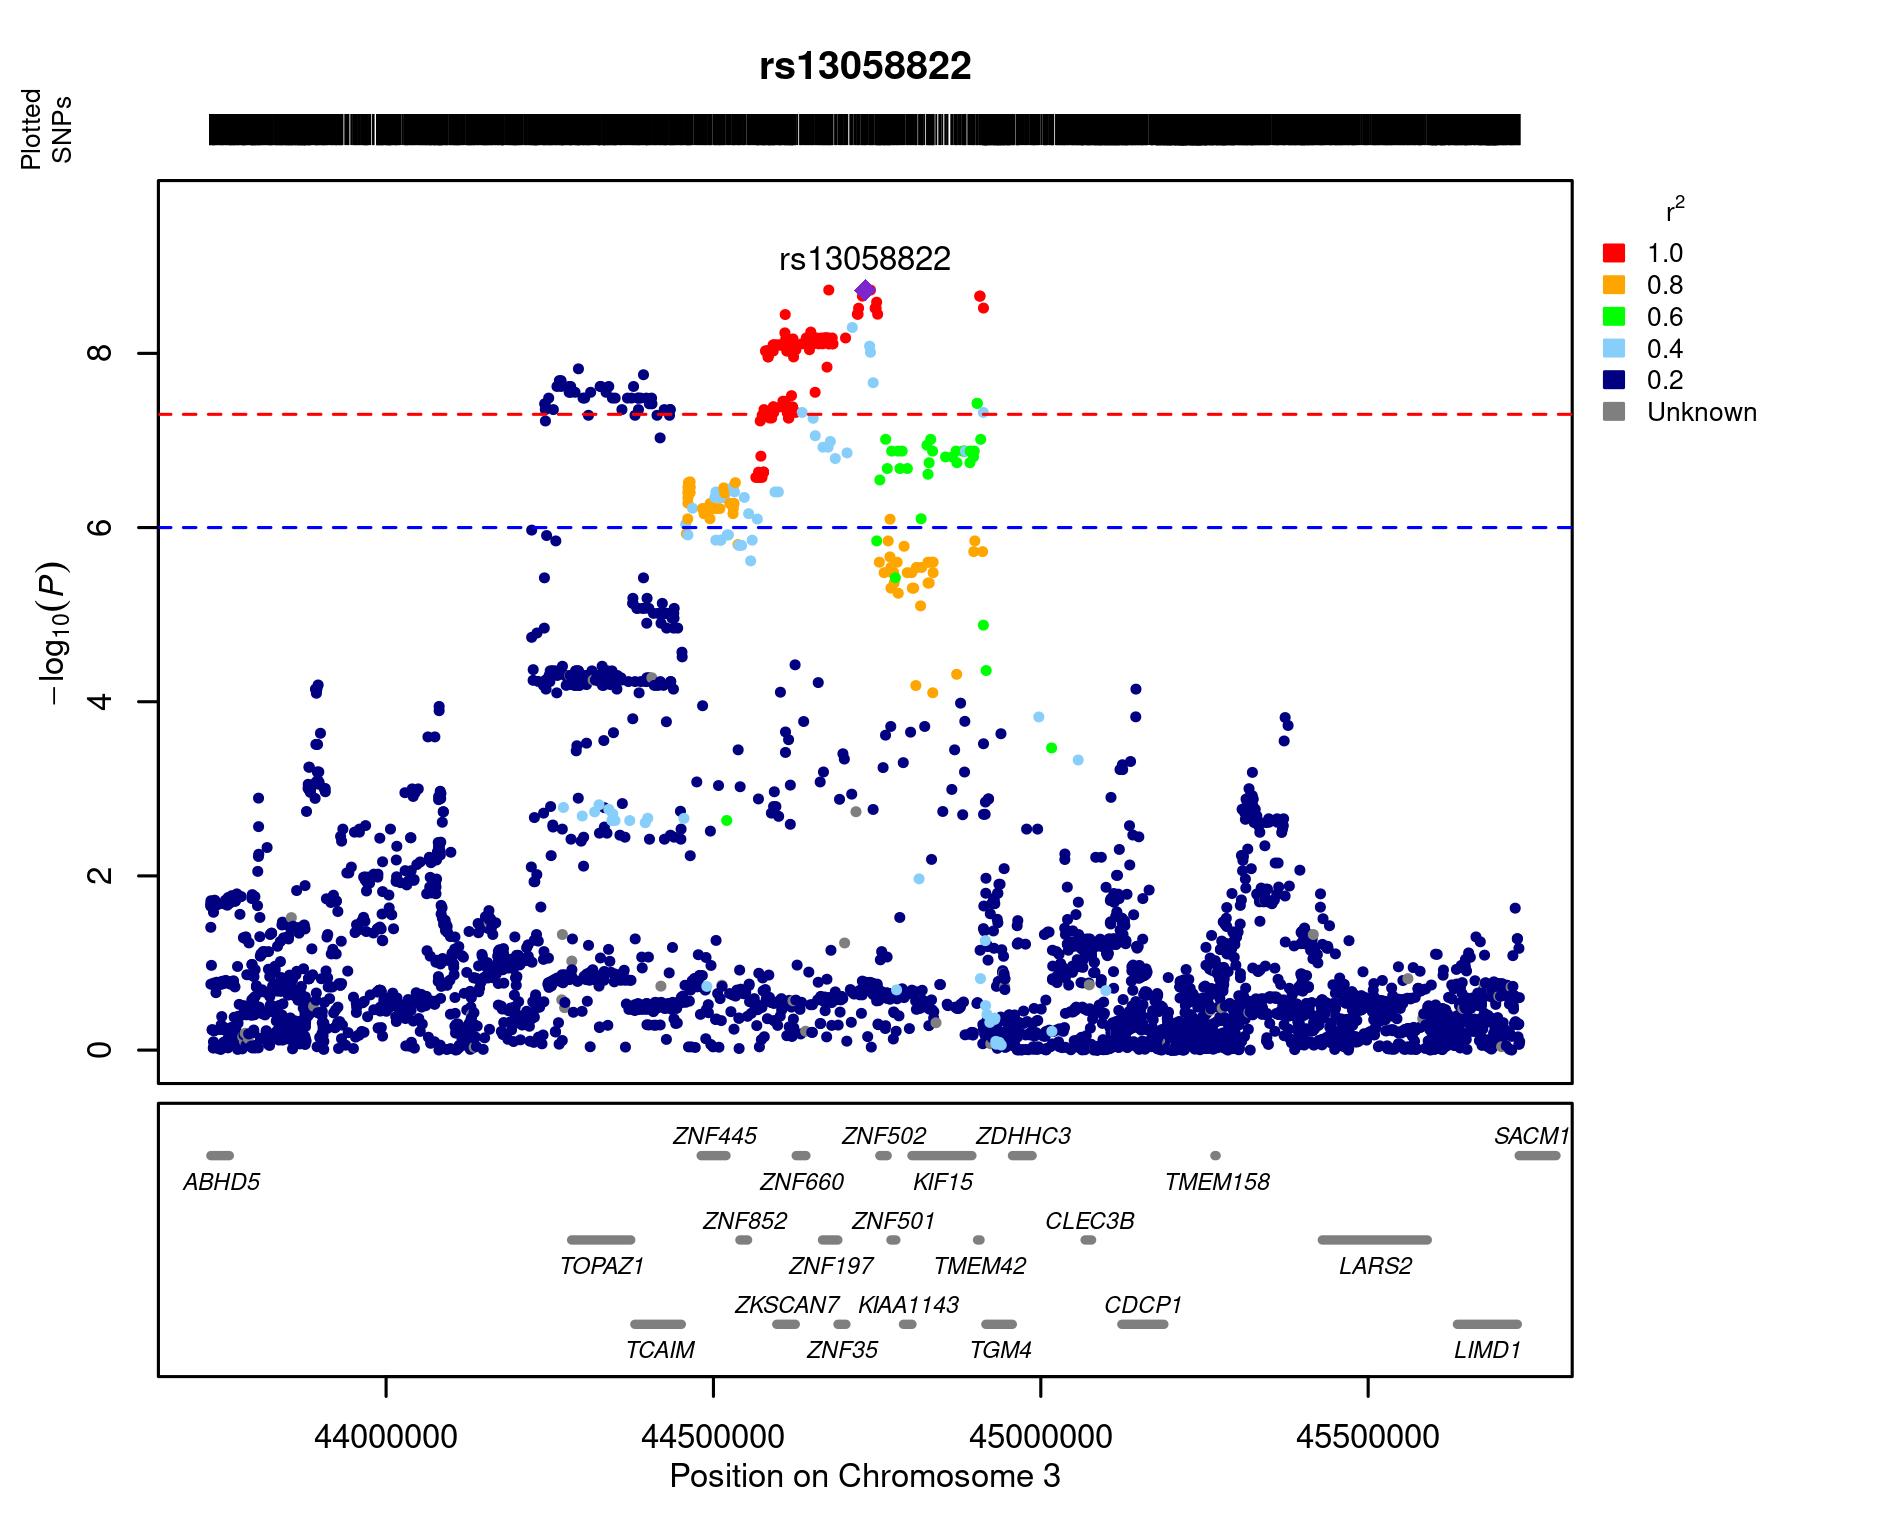 rs13058822
Plotted
SNPs
rs13058822
r2
1.0
0.8
0.6
0.4
0.2
Unknown
8
6
4
2
0
−log10(P)
ZNF445 ZNF502 ZDHHC3 SACM1
ABHD5 ZNF660 KIF15 TMEM158
ZNF852 ZNF501 CLEC3B
TOPAZ1 ZNF197 TMEM42 LARS2
ZKSCAN7 KIAA1143 CDCP1
TCAIM ZNF35 TGM4 LIMD1
44000000 44500000 45000000 45500000
Position on Chromosome 3